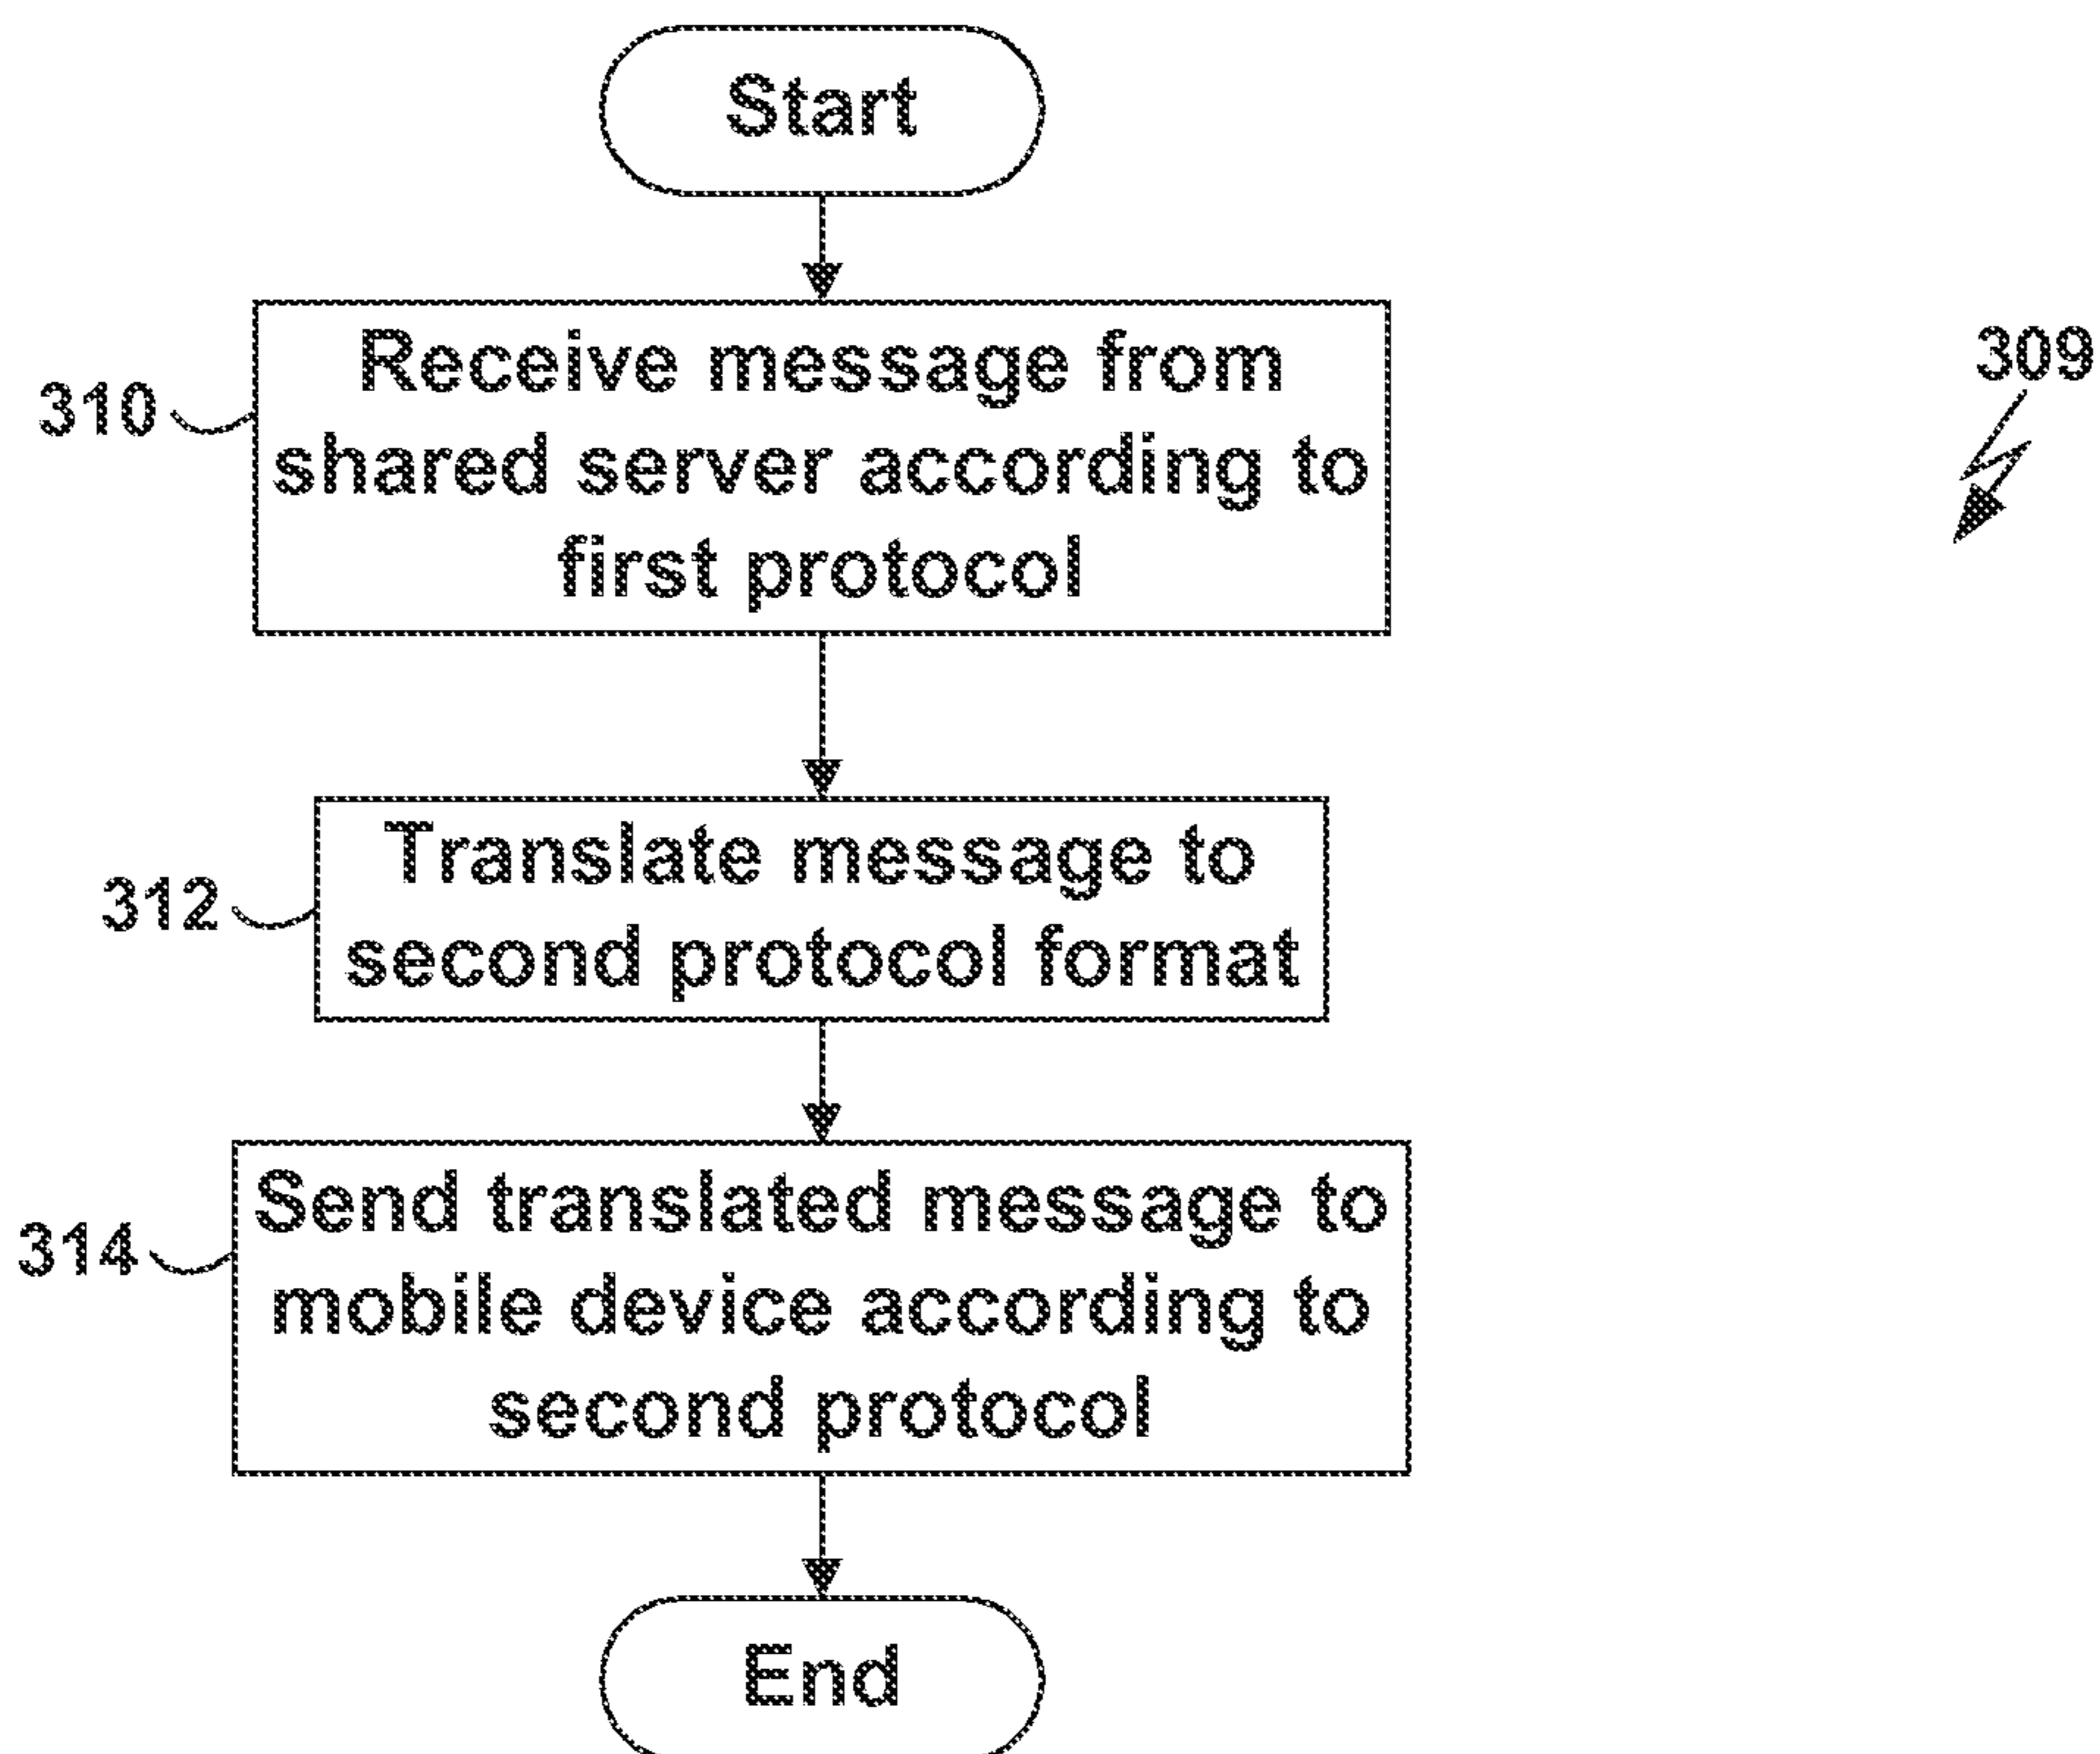 Start
310
Receive message from
shared server according to
first protocol
309
312
Translate message to
second protocol format
314
Send translated message to
mobile device according to
second protocol
End